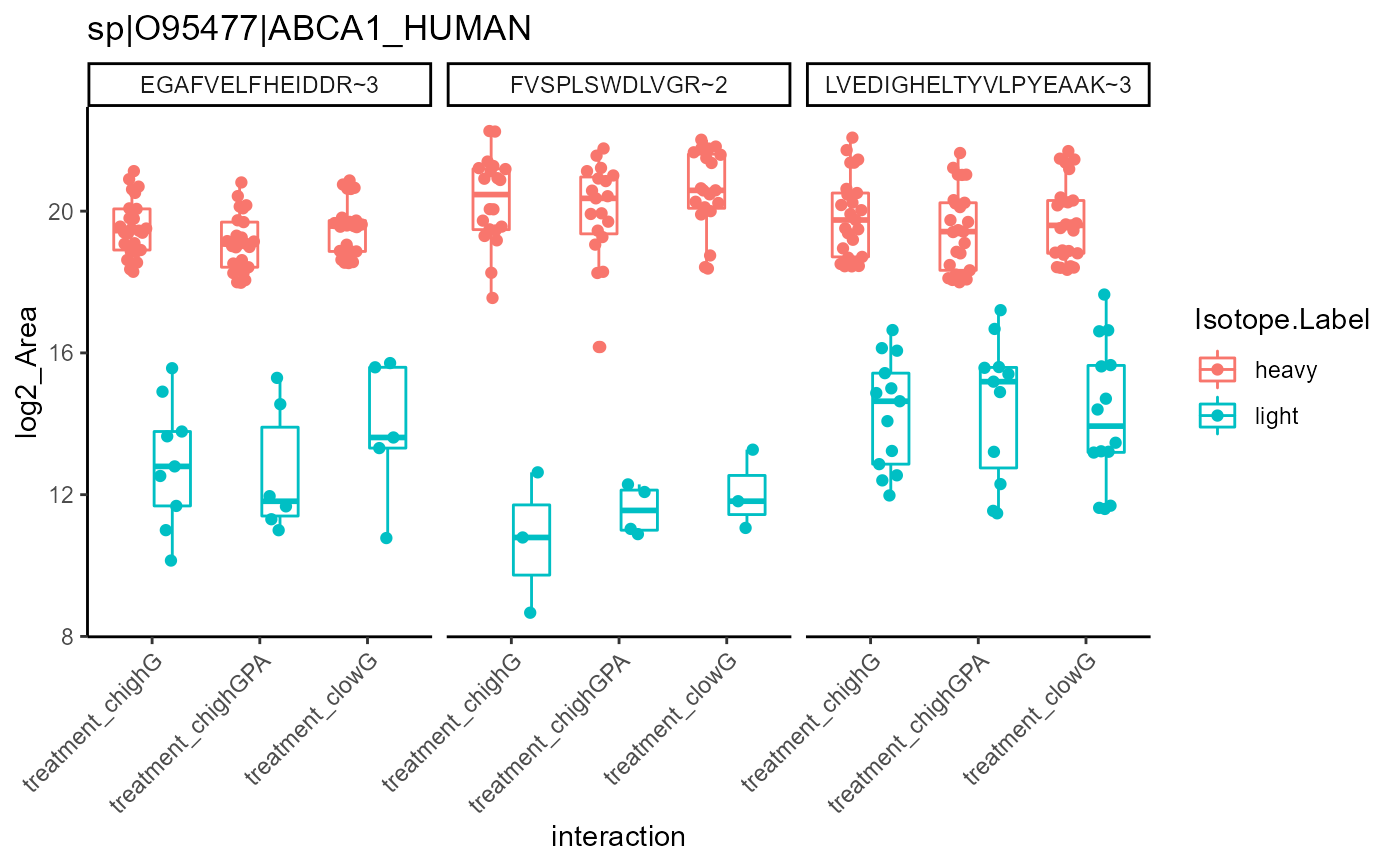 sp|O95477|ABCA1_HUMAN
EGAFVELFHEIDDR~3
FVSPLSWDLVGR~2
LVEDIGHELTYVLPYEAAK~3
log2_Area
20
16
12
8
treatment_chighG
treatment_chighGPA
treatment_clowG
treatment_chighG
treatment_chighGPA
treatment_clowG
treatment_chighG
treatment_chighGPA
treatment_clowG
interaction
Isotope.Label
heavy
light